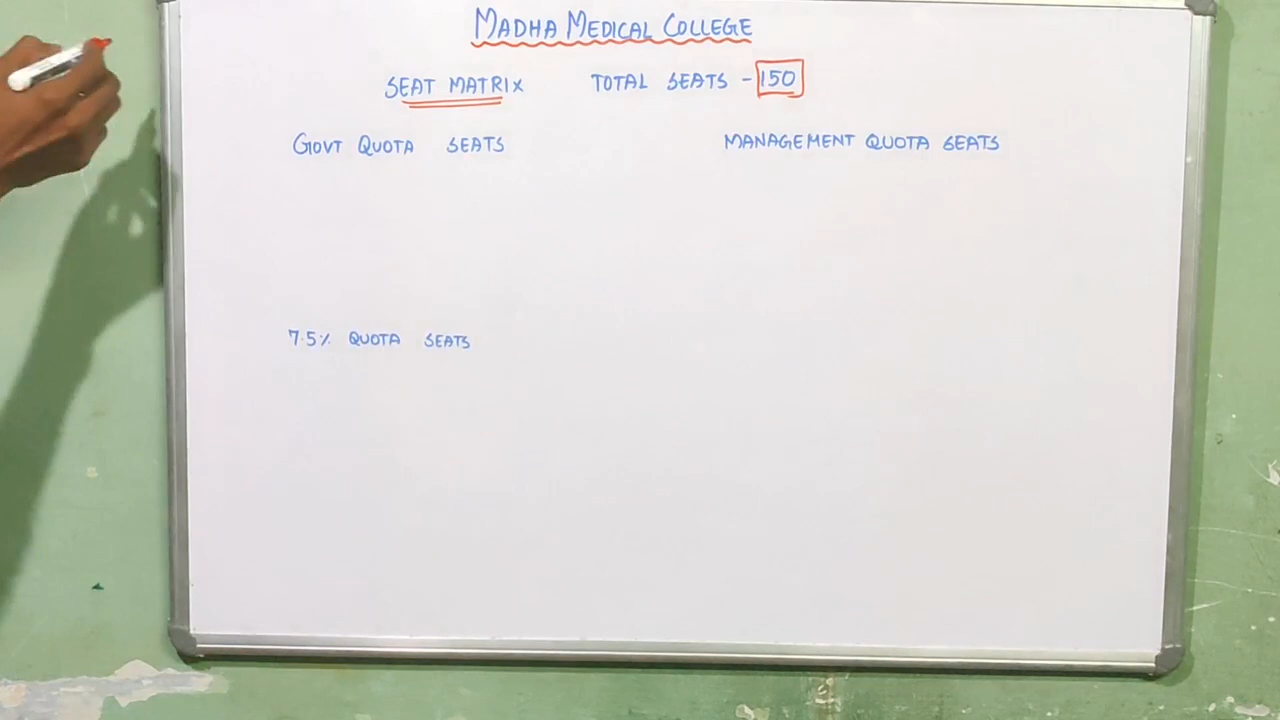 MADHA MEDICAL COLLEGE
SEAT MATRIX TOTAL SEATS - 150
GOVT QUOTA SEATS MANAGEMENT QUOTA SEATS
7.5% QUOTA SEATS